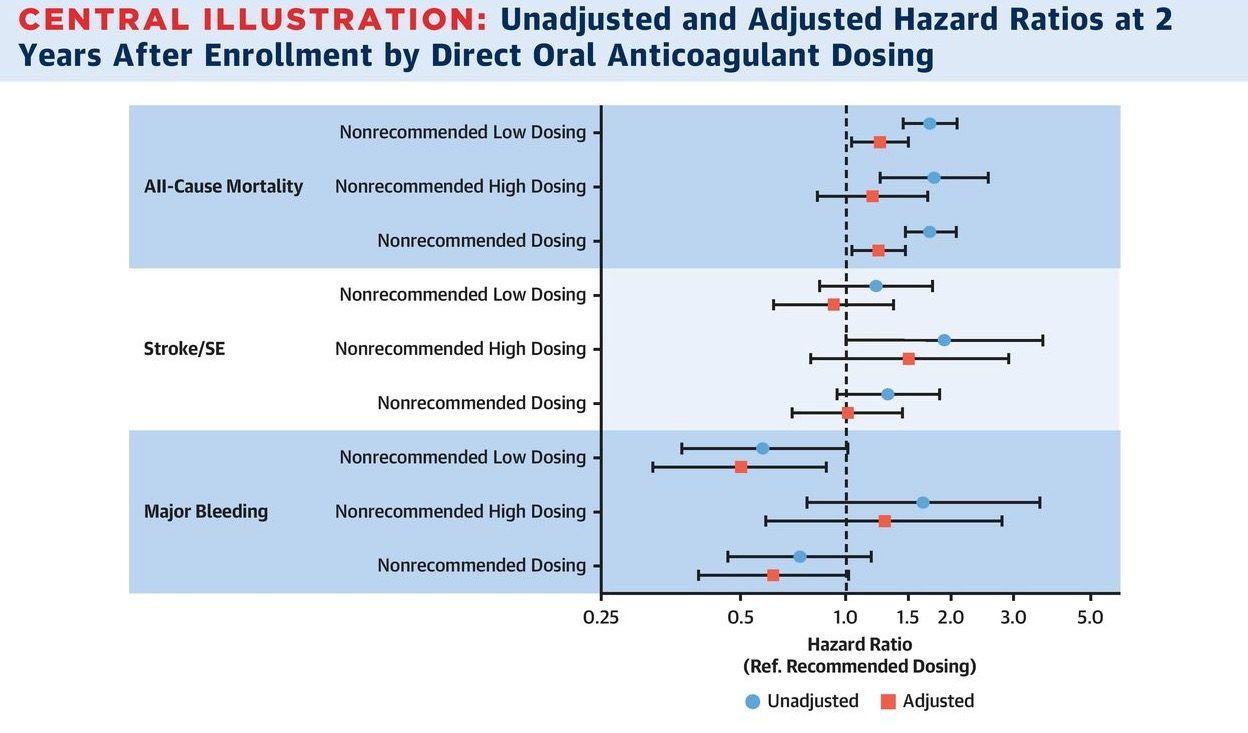 CENTRAL ILLUSTRATION: Unadjusted and Adjusted Hazard Ratios at 2
Years After Enrollment by Direct Oral Anticoagulant Dosing
All-Cause Mortality
Nonrecommended Low Dosing
Nonrecommended High Dosing
Nonrecommended Dosing
Stroke/SE
Nonrecommended Low Dosing
Nonrecommended High Dosing
Nonrecommended Dosing
Major Bleeding
Nonrecommended Low Dosing
Nonrecommended High Dosing
Nonrecommended Dosing
0.25 0.5 1.0 1.5 2.0 3.0 5.0
Hazard Ratio
(Ref. Recommended Dosing)
Unadjusted Adjusted